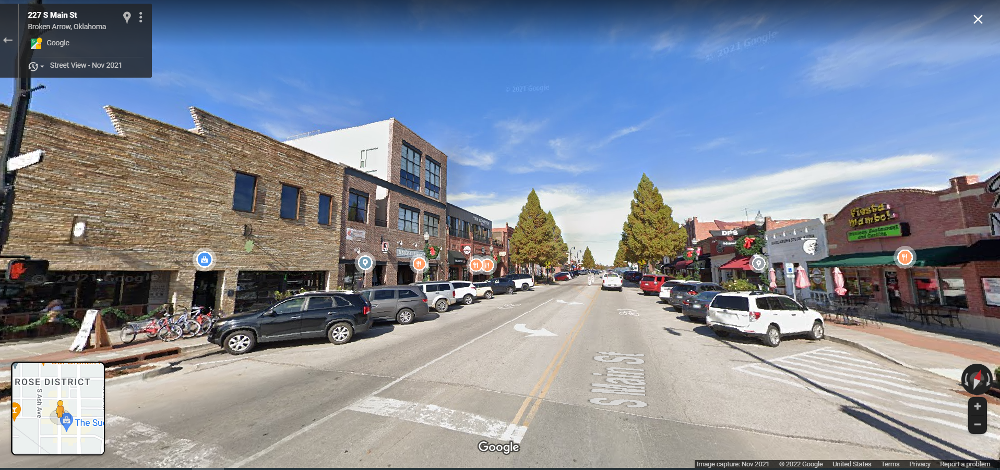 227 S Main St
Broken Arrow, Oklahoma
Google
Street View - Nov 2021
© 2021 Google
© 2021 Google
© 2021 Google
THE ROOFTOP
ANDOLINI'S
DPS
Fiesta
Mambo!
Mexican Restaurant
and Cantina
S Main St
ROSE DISTRICT
S Ash Ave
The Su
Google
Image capture: Nov 2021
© 2022 Google
United States
Terms
Privacy
Report a problem